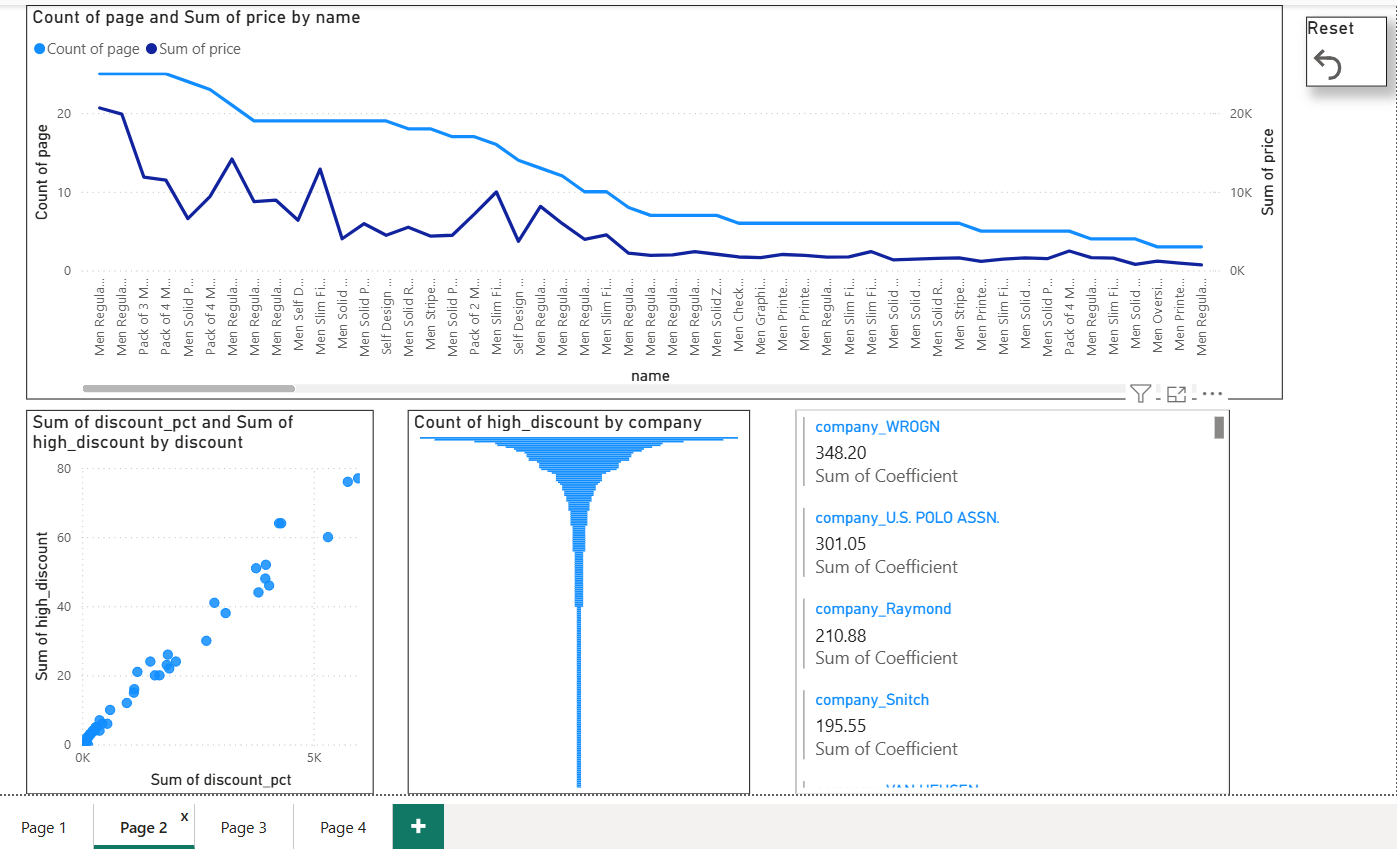 Count of page and Sum of price by name
Reset
Count of page Sum of price
Count of page
20
10
0
20K
10K
0K
Sum of price
Men Regula...
Men Regula...
Pack of 3 M...
Pack of 4 M...
Men Solid P...
Pack of 4 M...
Men Regula...
Men Regula...
Men Regula...
Men Self D...
Men Slim Fi...
Men Solid ...
Men Solid P...
Self Design ...
Men Solid R...
Men Stripe...
Men Solid P...
Pack of 2 M...
Men Slim Fi...
Self Design ...
Men Regula...
Men Regula...
Men Regula...
Men Slim Fi...
Men Regula...
Men Regula...
Men Regula...
Men Regula...
Men Solid Z...
Men Check...
Men Graphi...
Men Printe...
Men Printe...
Men Regula...
Men Slim Fi...
Men Slim Fi...
Men Solid ...
Men Solid ...
Men Solid R...
Men Stripe...
Men Printe...
Men Slim Fi...
Men Solid ...
Men Solid P...
Pack of 4 M...
Men Regula...
Men Slim Fi...
Men Solid ...
Men Oversi...
Men Printe...
Men Regula...
name
Sum of discount_pct and Sum of
high_discount by discount
Sum of high_discount
80
60
40
20
0
0K
5K
Sum of discount_pct
Count of high_discount by company
company_WROGN
348.20
Sum of Coefficient
company_U.S. POLO ASSN.
301.05
Sum of Coefficient
company_Raymond
210.88
Sum of Coefficient
company_Snitch
195.55
Sum of Coefficient
Page 1
Page 2
x
Page 3
Page 4
+